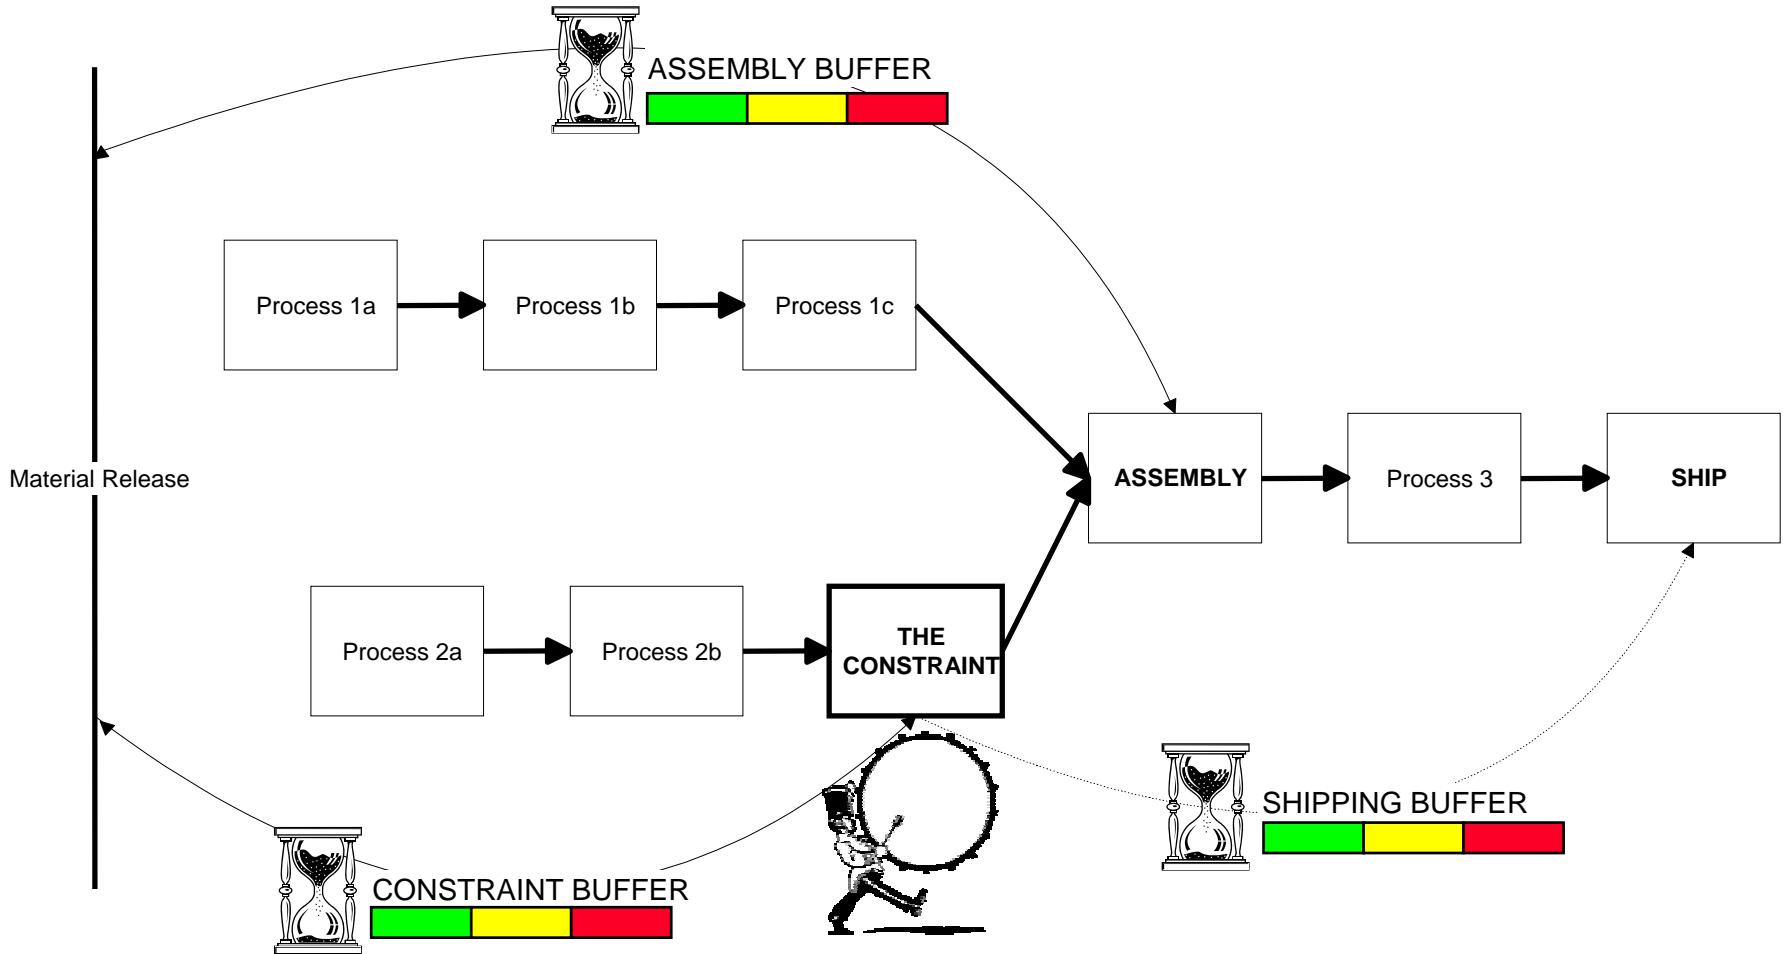 ASSEMBLY BUFFER
Process 1a
Process 1b
Process 1c
Material Release
ASSEMBLY
Process 3
SHIP
Process 2a
Process 2b
THE
CONSTRAINT
SHIPPING BUFFER
CONSTRAINT BUFFER